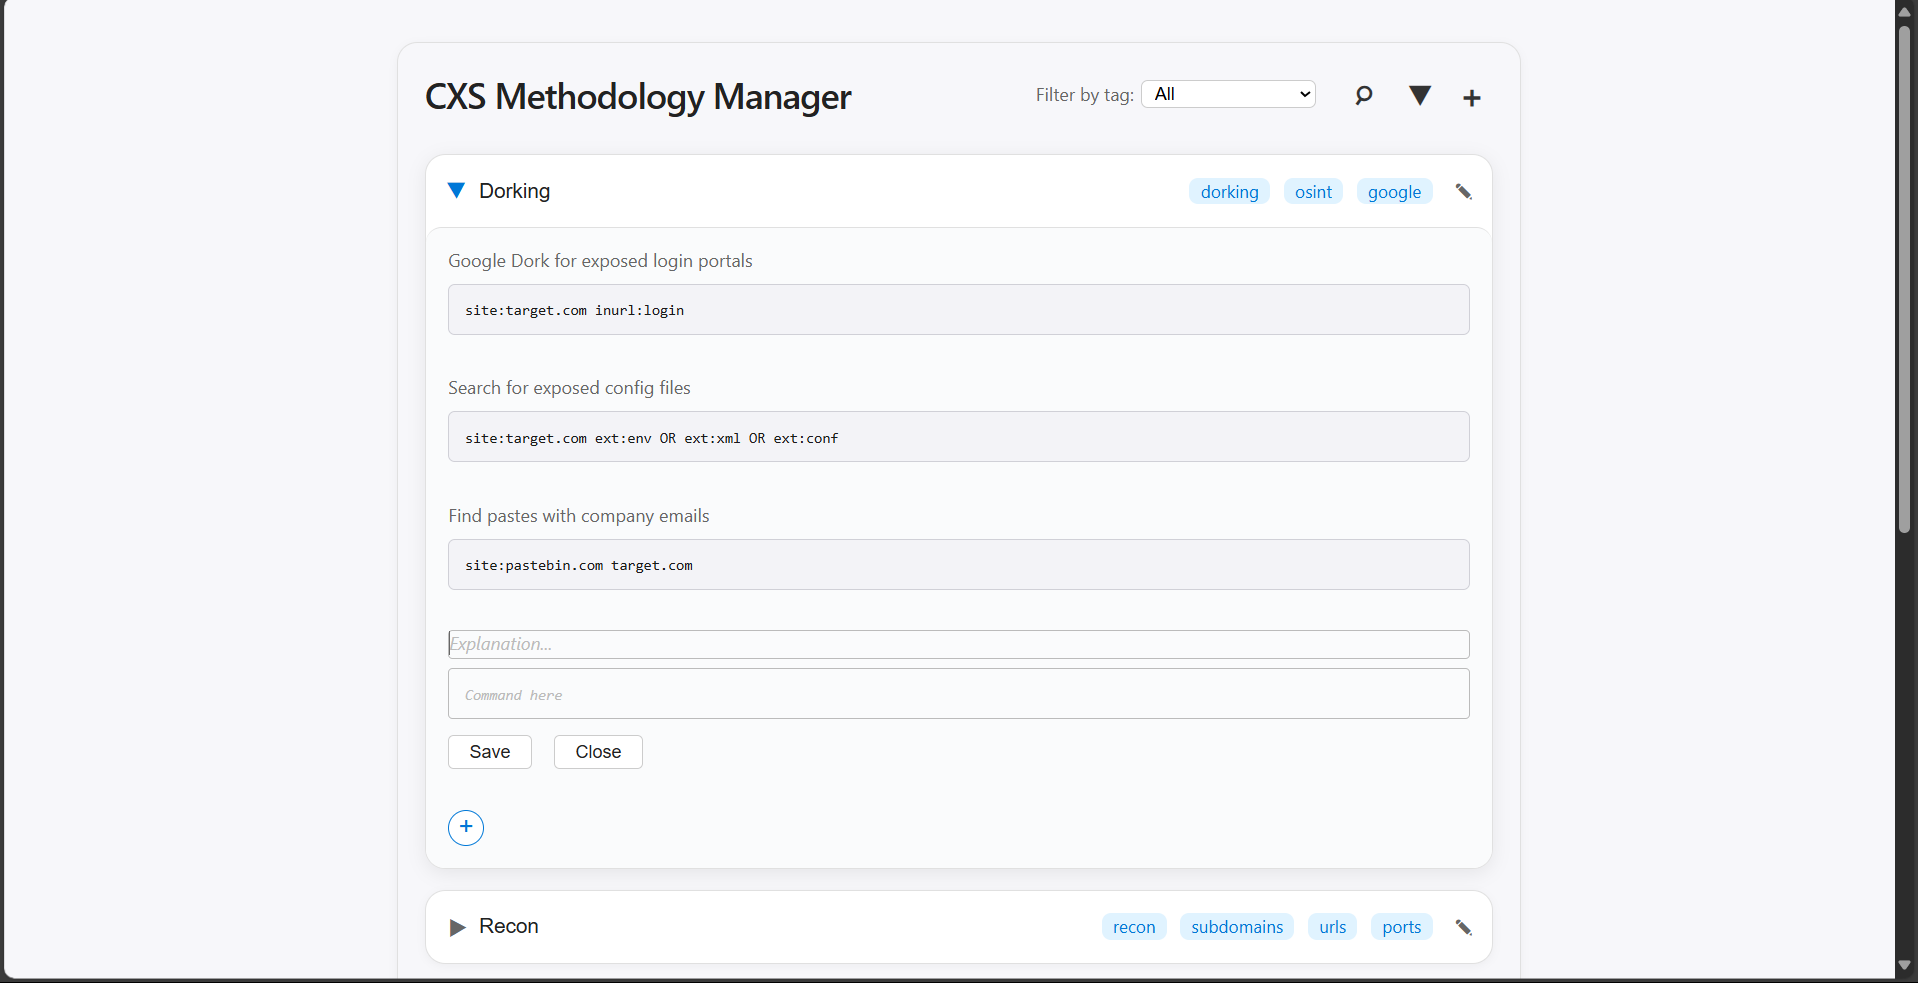 CXS Methodology Manager
Filter by tag: All
Dorking
dorking osint google
Google Dork for exposed login portals
site:target.com inurl:login
Search for exposed config files
site:target.com ext:env OR ext:xml OR ext:conf
Find pastes with company emails
site:pastebin.com target.com
Explanation...
Command here
Save Close
+
Recon
recon subdomains urls ports